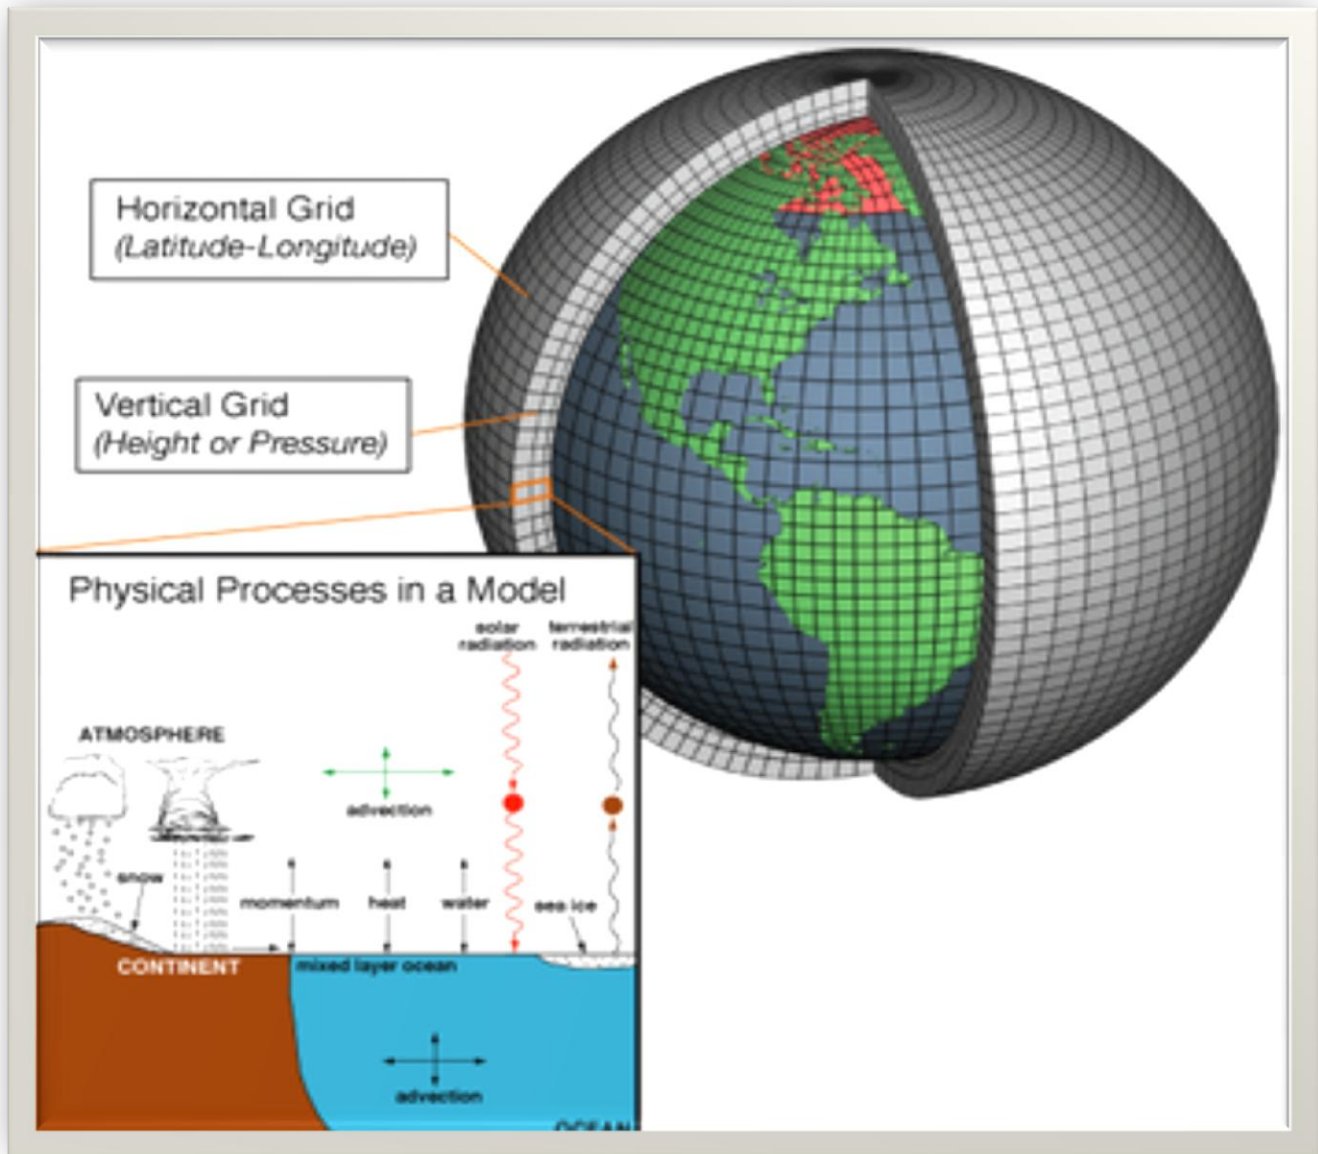 Horizontal Grid
(Latitude-Longitude)
Vertical Grid
(Height or Pressure)
Physical Processes in a Model
solar
radiation
terrestrial
radiation
ATMOSPHERE
advection
snow
momentum
heat
water
sea ice
CONTINENT
mixed layer ocean
advection
OCEAN